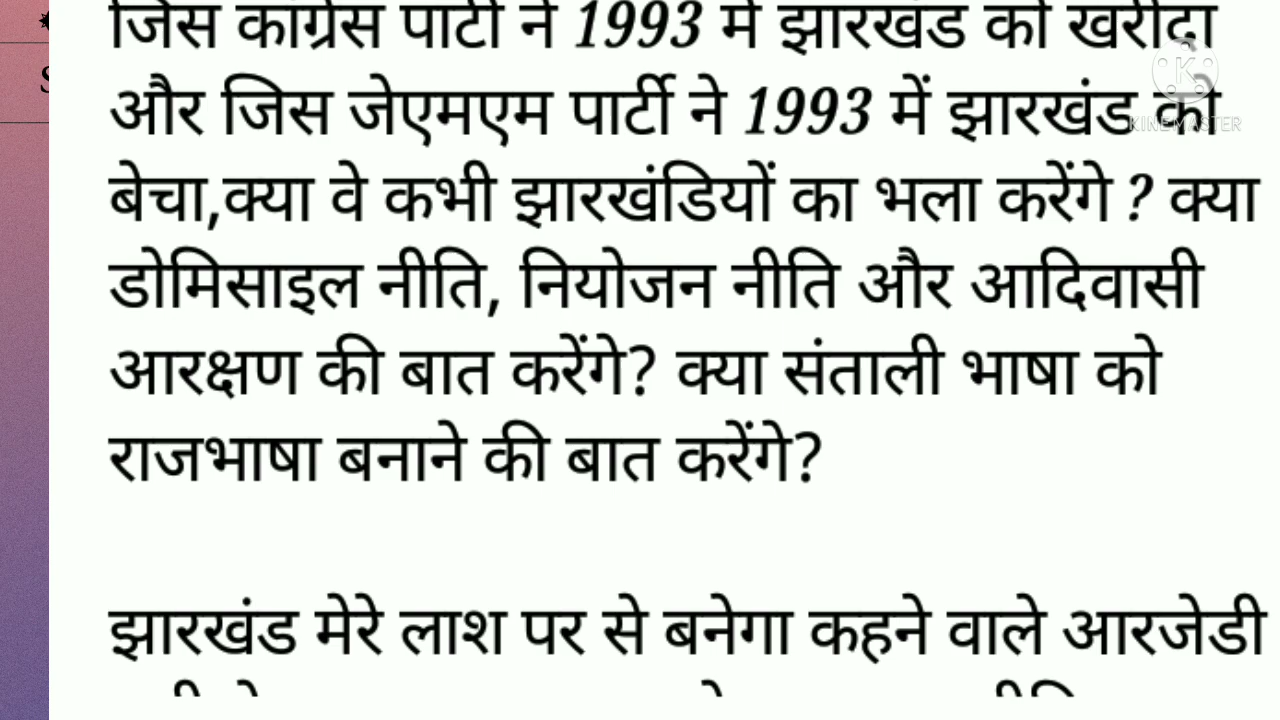 जिस कांग्रेस पार्टी ने 1993 में झारखंड को खरीदा
और जिस जेएमएम पार्टी ने 1993 में झारखंड को
KINEMASTER
बेचा,क्या वे कभी झारखंडियों का भला करेंगे ? क्या
डोमिसाइल नीति, नियोजन नीति और आदिवासी
आरक्षण की बात करेंगे? क्या संताली भाषा को
राजभाषा बनाने की बात करेंगे?
झारखंड मेरे लाश पर से बनेगा कहने वाले आरजेडी